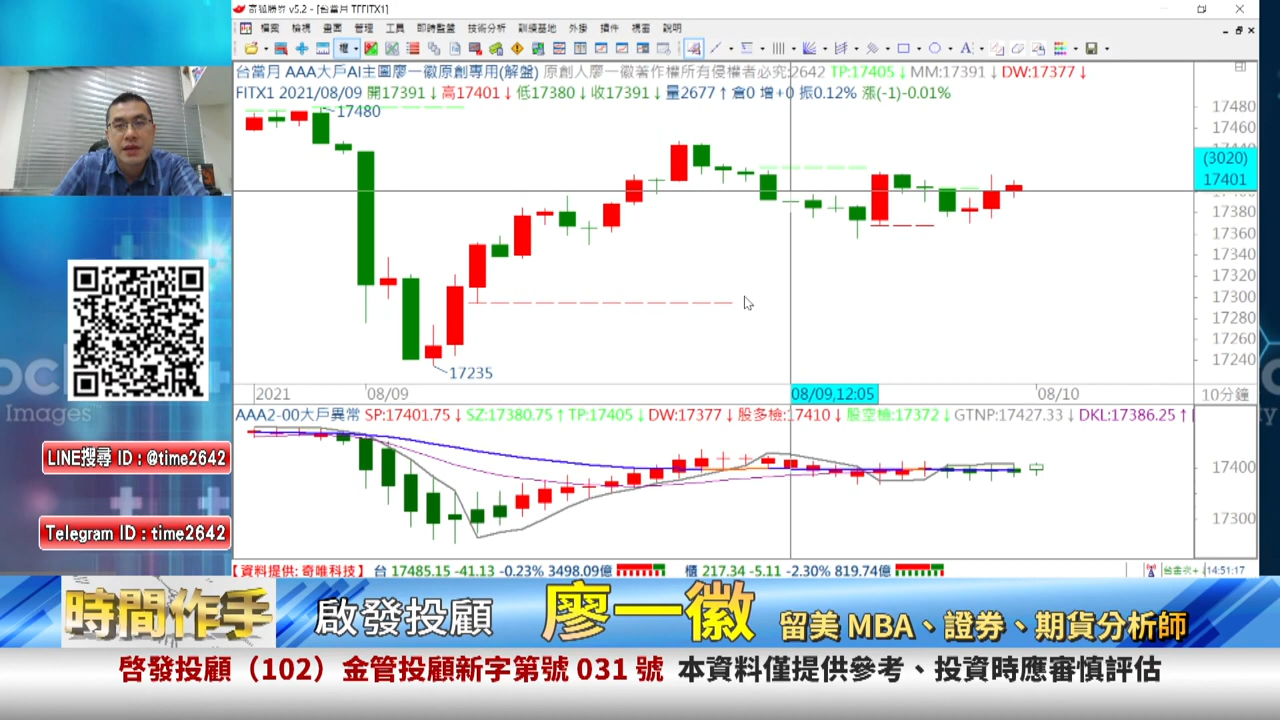 奇狐勝券 v5.2 - [台當月 TFFITX1]
檔案 檢視 畫面 管理 工具 即時監盤 技術分析 訓練基地 外掛 插件 視窗 說明
台當月 AAA大戶AI主圖廖一徽原創專用(解盤) 原創人廖一徽著作權所有侵權者必究:2642 TP:17405↓ MM:17391↓ DW:17377↓
FITX1 2021/08/09 開17391↓ 高17401↓ 低17380↓ 收17391↓ 量2677↑ 倉0 增+0 振0.12% 漲(-1)-0.01%
17480
17480
17460
(3020)
17401
17380
17360
17340
17320
17300
17280
17260
17240
17235
2021 08/09 08/09,12:05 08/10 10分鐘
AAA2-00大戶異常 SP:17401.75↓ SZ:17380.75↑ TP:17405↓ DW:17377↓ 股多檢:17410↓ 股空檢:17372↓ GTNP:17427.33↓ DKL:17386.25↑
17400
17300
【資料提供: 奇唯科技】 台 17485.15 -41.13 -0.23% 3498.09億 櫃 217.34 -5.11 -2.30% 819.74億 14:51:17
Images
LINE搜尋 ID：@time2642
Telegram ID：time2642
時間作手 啟發投顧 廖一徽 留美 MBA、證券、期貨分析師
啓發投顧（102）金管投顧新字第號 031 號 本資料僅提供參考、投資時應審慎評估